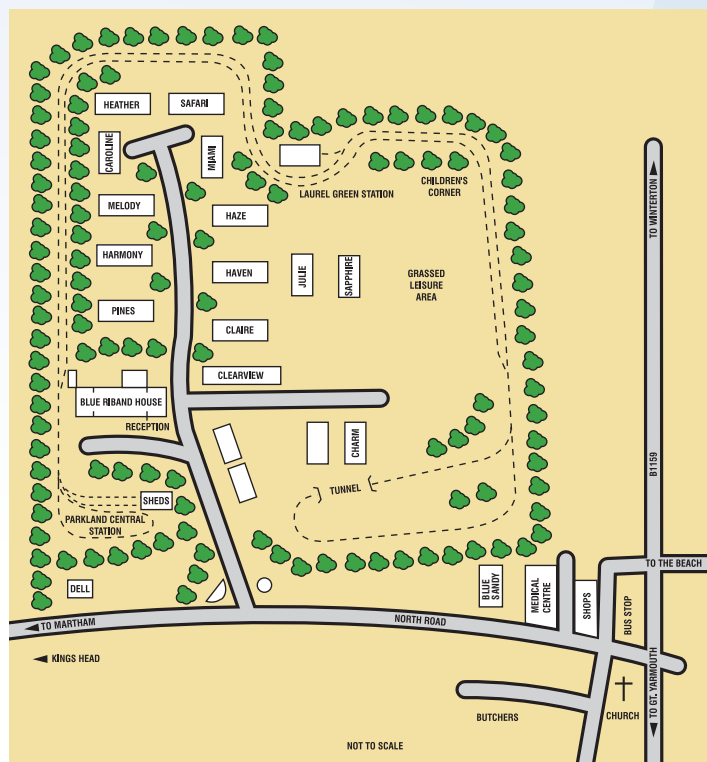 HEATHER
SAFARI
CAROLINE
MIAMI
LAUREL GREEN STATION
CHILDREN'S
CORNER
MELODY
HAZE
TO WINTERTON
HARMONY
HAVEN
JULIE
SAPPHIRE
GRASSED
LEISURE
AREA
PINES
CLAIRE
CLEARVIEW
BLUE RIBAND HOUSE
RECEPTION
CHARM
B1159
TUNNEL
SHEDS
PARKLAND CENTRAL
STATION
DELL
BLUE
SANDY
MEDICAL
CENTRE
SHOPS
BUS STOP
TO THE BEACH
TO MARTHAM
NORTH ROAD
KINGS HEAD
TO GT. YARMOUTH
BUTCHERS
CHURCH
NOT TO SCALE